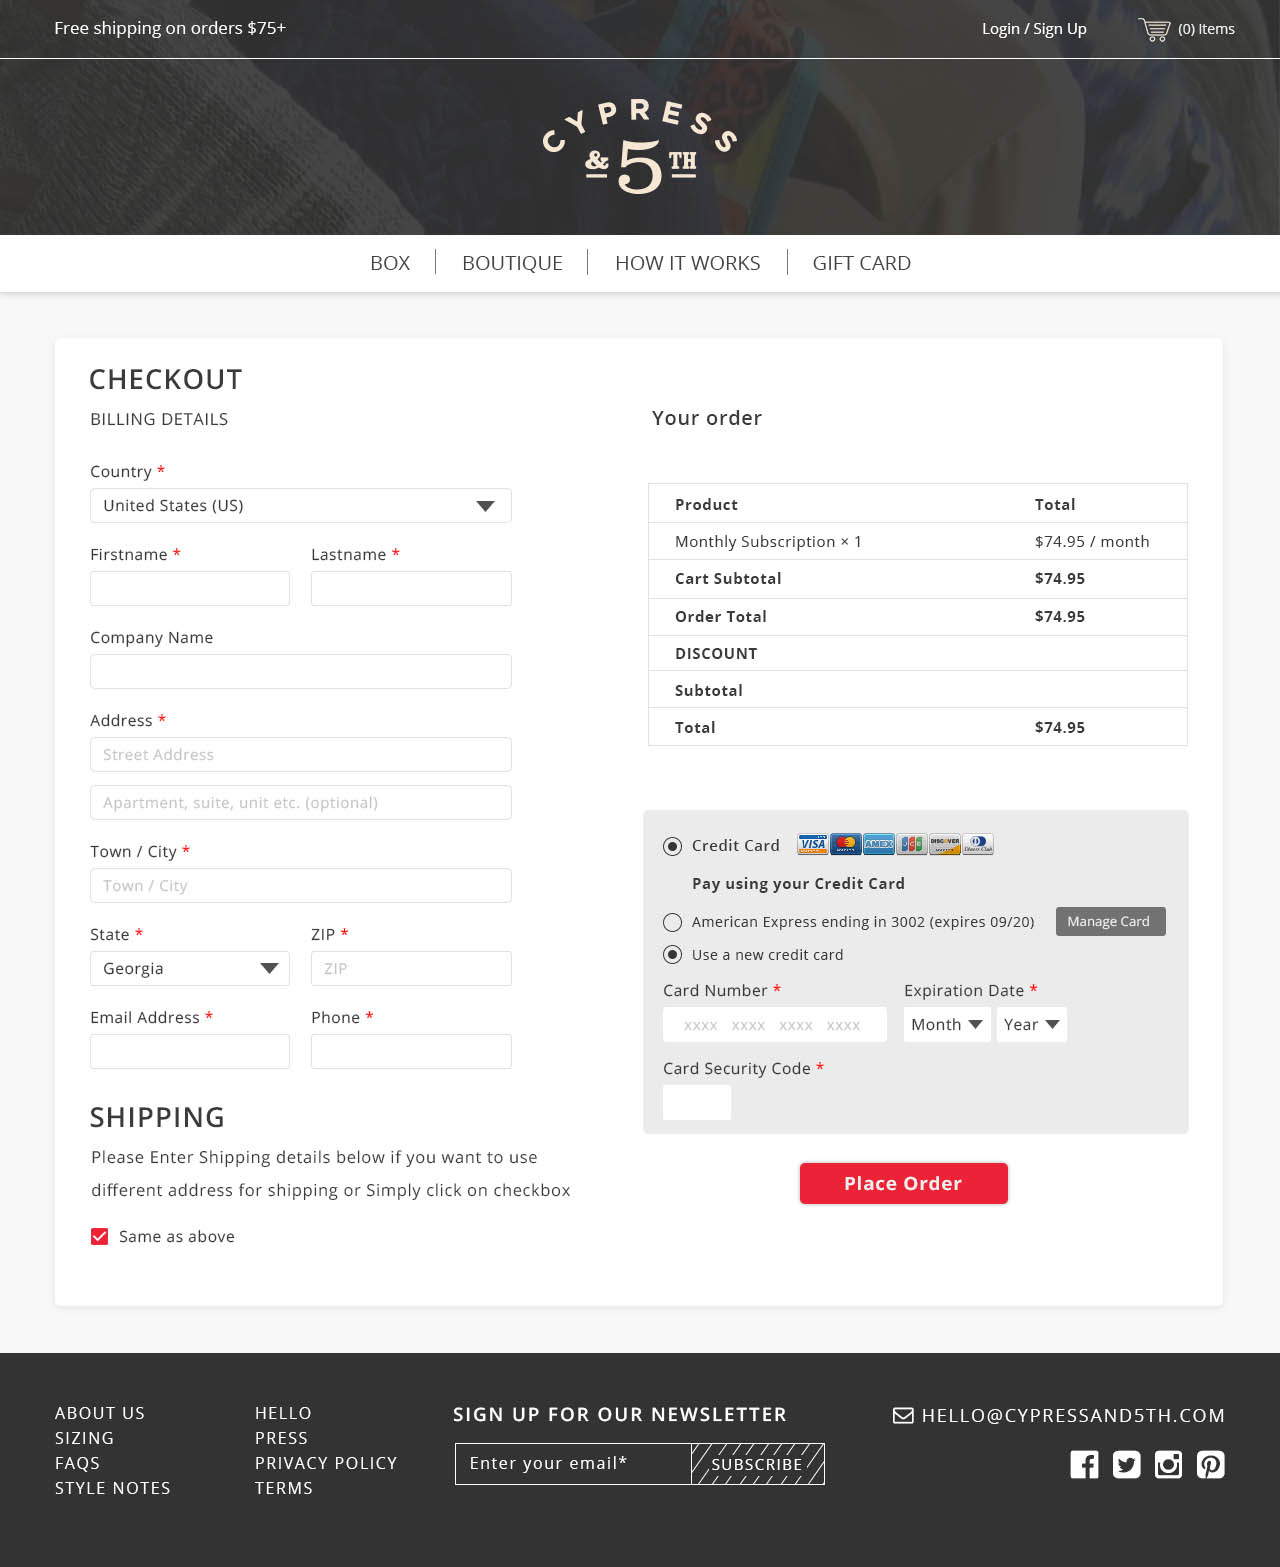 Free shipping on orders $75+
Login / Sign Up
(0) Items
CYPRESS
& 5TH
BOX
BOUTIQUE
HOW IT WORKS
GIFT CARD
CHECKOUT
BILLING DETAILS
Country *
United States (US)
Firstname * Lastname *
Company Name
Address *
Street Address
Apartment, suite, unit etc. (optional)
Town / City *
Town / City
State * ZIP *
Georgia ZIP
Email Address * Phone *
SHIPPING
Please Enter Shipping details below if you want to use
different address for shipping or Simply click on checkbox
Same as above
Your order
Product Total
Monthly Subscription × 1 $74.95 / month
Cart Subtotal $74.95
Order Total $74.95
DISCOUNT
Subtotal
Total $74.95
Credit Card VISA AMEX JCB DISCOVER Diners Club
Pay using your Credit Card
American Express ending in 3002 (expires 09/20) Manage Card
Use a new credit card
Card Number * Expiration Date *
xxxx xxxx xxxx xxxx Month Year
Card Security Code *
Place Order
ABOUT US
SIZING
FAQS
STYLE NOTES
HELLO
PRESS
PRIVACY POLICY
TERMS
SIGN UP FOR OUR NEWSLETTER
Enter your email* SUBSCRIBE
HELLO@CYPRESSAND5TH.COM